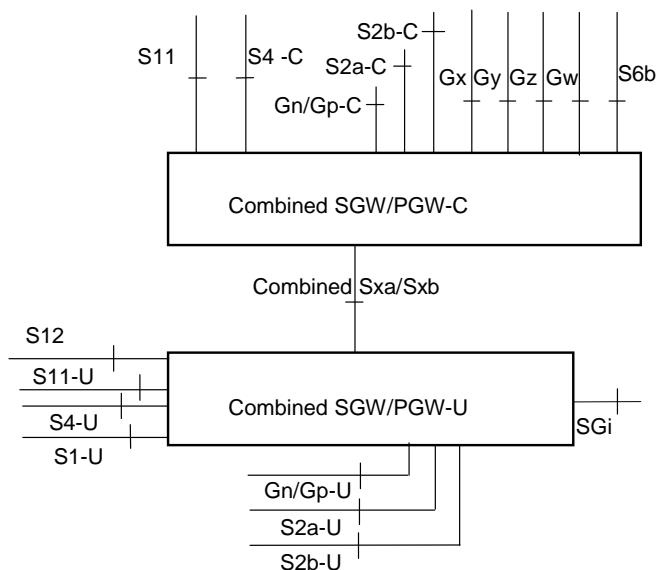 S2b-C
S11
S4 -C
S2a-C
Gx
Gy
Gz
Gw
S6b
Gn/Gp-C
Combined SGW/PGW-C
Combined Sxa/Sxb
S12
S11-U
Combined SGW/PGW-U
S4-U
SGi
S1-U
Gn/Gp-U
S2a-U
S2b-U